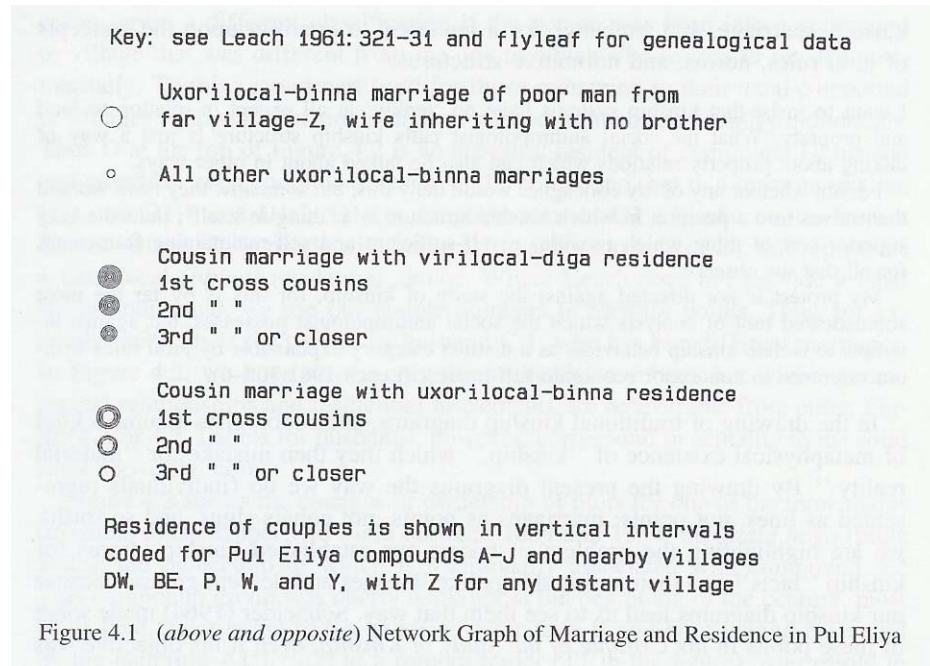 Key: see Leach 1961:321-31 and flyleaf for genealogical data
Uxorilocal-binna marriage of poor men from
far village-Z, wife inheriting with no brother
All other uxorilocal-binna marriages
Cousin marriage with virilocal-diga residence
1st cross cousins
2nd " "
3rd " " or closer
Cousin marriage with uxorilocal-binna residence
1st cross cousins
2nd " "
3rd " " or closer
Residence of couples is shown in vertical intervals
coded for Pul Eliya compounds A-J and nearby villages
DW, BE, P, W, and Y, with Z for any distant village
Figure 4.1 (above and opposite) Network Graph of Marriage and Residence in Pul Eliya